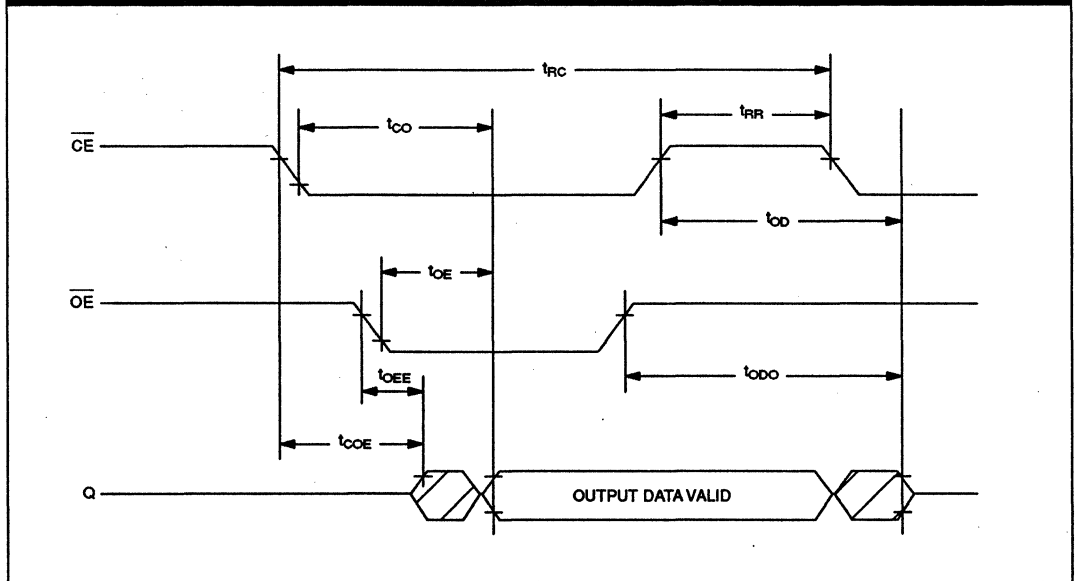 tRC
tRR
tCO
CE
tOD
tOE
OE
tOEE
tODO
tCOE
Q
OUTPUT DATA VALID